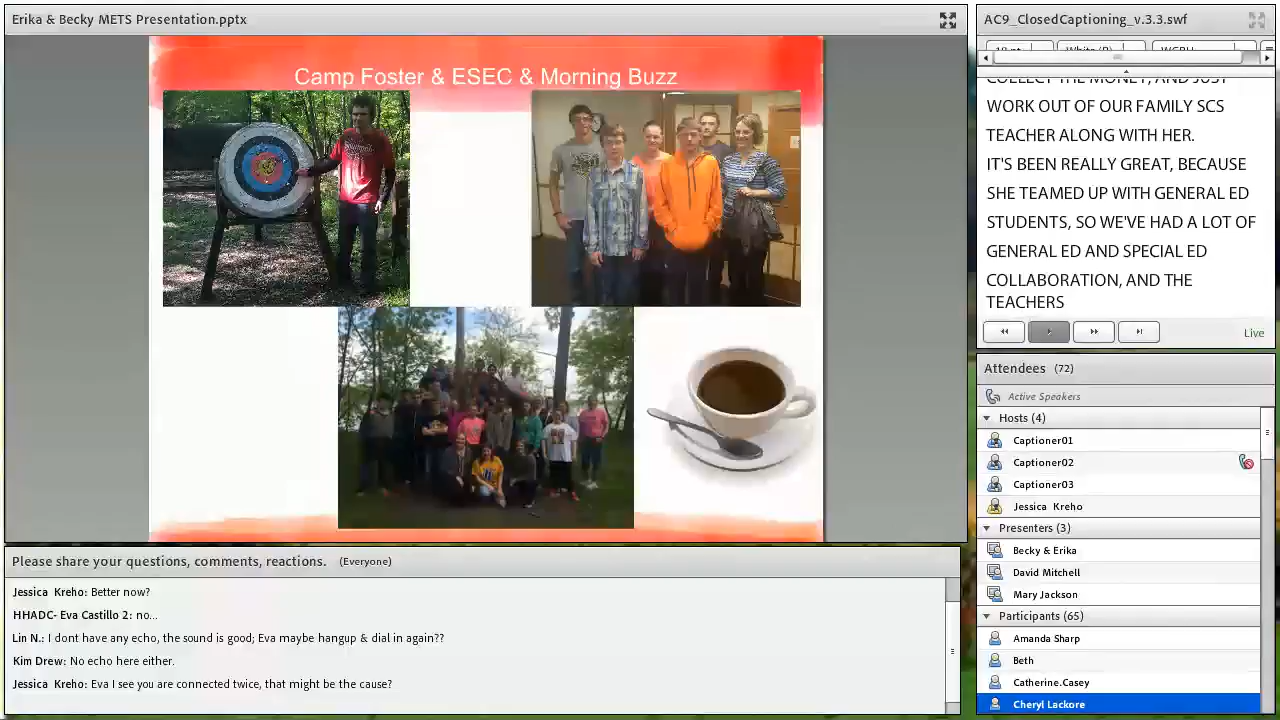 Erika & Becky METS Presentation.pptx
Camp Foster & ESEC & Morning Buzz
Please share your questions, comments, reactions. (Everyone)
Jessica Kreho: Better now?
HHADC- Eva Castillo 2: no...
Lin N.: I dont have any echo, the sound is good; Eva maybe hangup & dial in again??
Kim Drew: No echo here either.
Jessica Kreho: Eva I see you are connected twice, that might be the cause?
AC9_ClosedCaptioning_v.3.3.swf
COLLECT THE MONEY, AND JUST
WORK OUT OF OUR FAMILY SCS
TEACHER ALONG WITH HER.
IT'S BEEN REALLY GREAT, BECAUSE
SHE TEAMED UP WITH GENERAL ED
STUDENTS, SO WE'VE HAD A LOT OF
GENERAL ED AND SPECIAL ED
COLLABORATION, AND THE
TEACHERS
Live
Attendees (72)
Active Speakers
Hosts (4)
Captioner01
Captioner02
Captioner03
Jessica Kreho
Presenters (3)
Becky & Erika
David Mitchell
Mary Jackson
Participants (65)
Amanda Sharp
Beth
Catherine.Casey
Cheryl Lackore